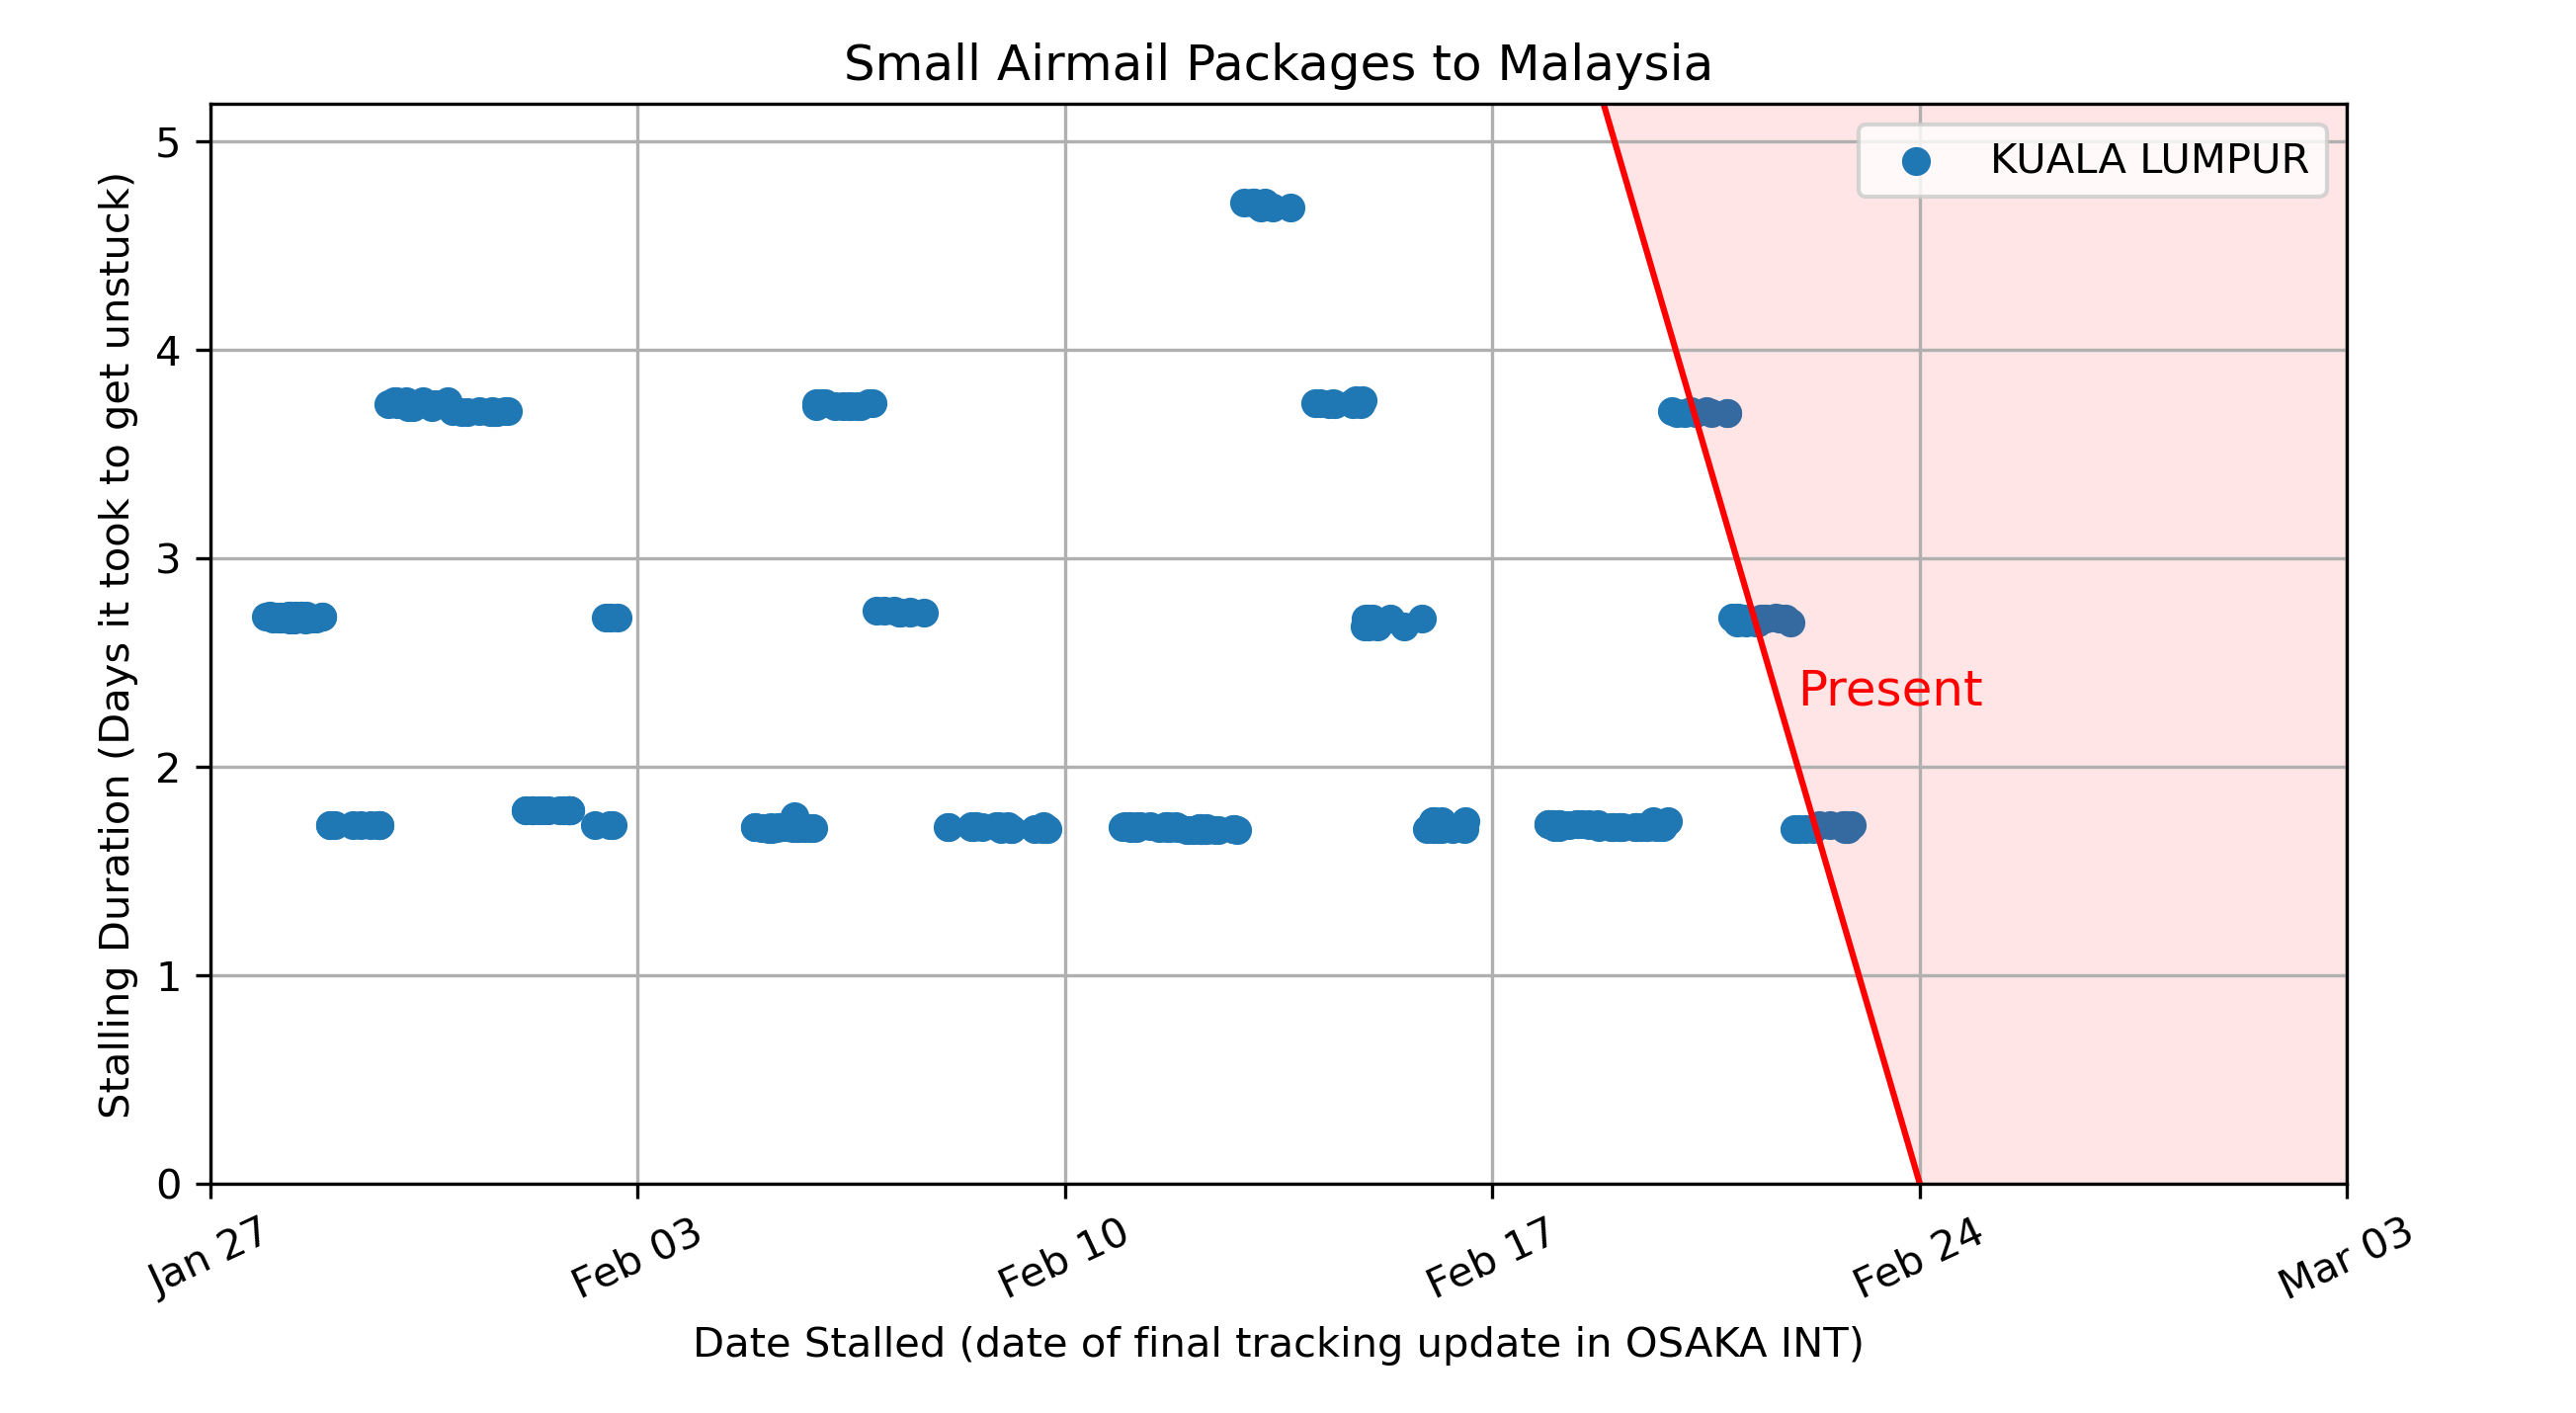 Small Airmail Packages to Malaysia
KUALA LUMPUR
Stalling Duration (Days it took to get unstuck)
5
4
3
2
1
0
Present
Jan 27
Feb 03
Feb 10
Feb 17
Feb 24
Mar 03
Date Stalled (date of final tracking update in OSAKA INT)